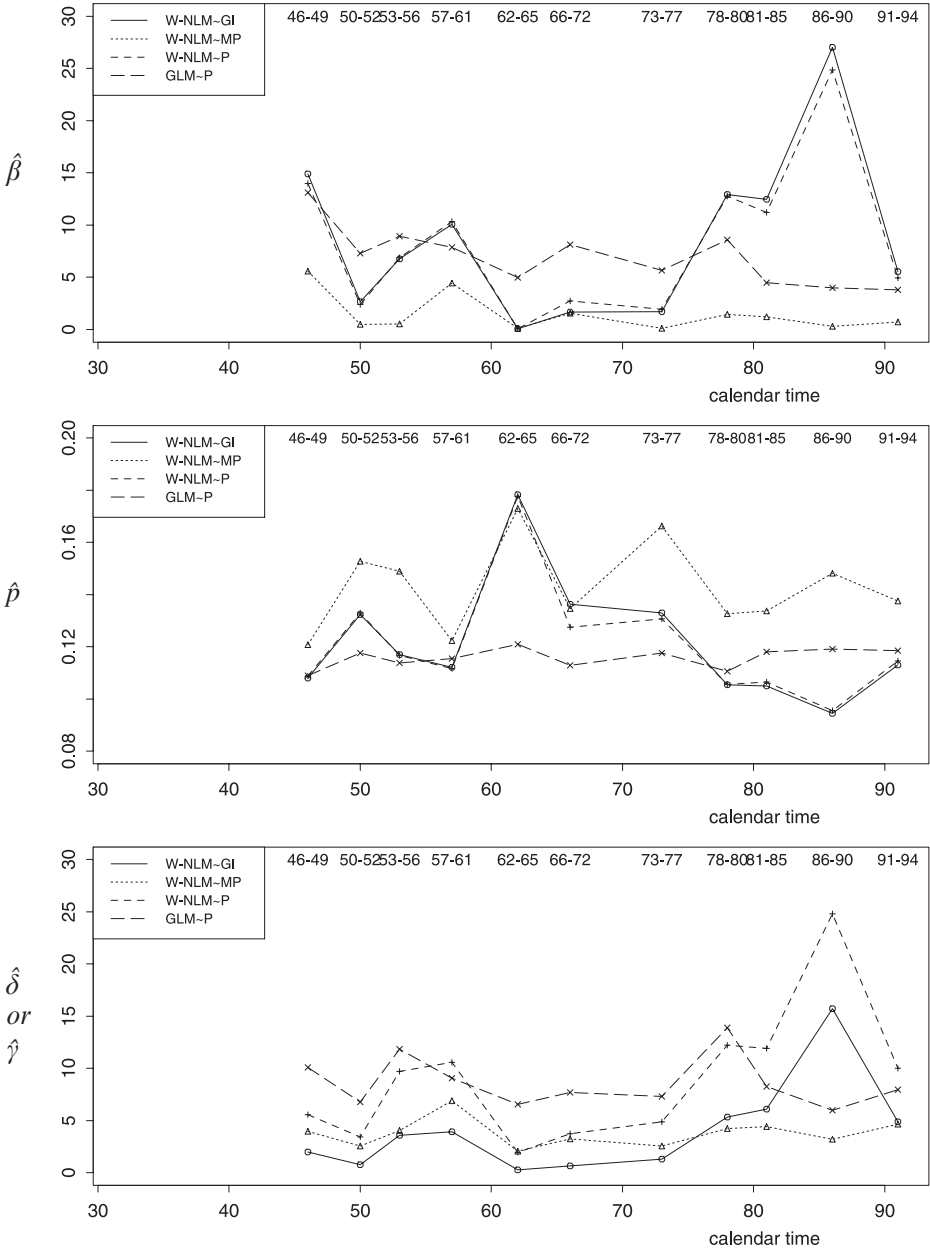 W-NLM~GI
W-NLM~MP
W-NLM~P
GLM~P
46-49 50-52 53-56 57-61 62-65 66-72 73-77 78-80 81-85 86-90 91-94
30
25
20
15
10
5
0
β̂
30 40 50 60 70 80 90
calendar time
W-NLM~GI
W-NLM~MP
W-NLM~P
GLM~P
46-49 50-52 53-56 57-61 62-65 66-72 73-77 78-80 81-85 86-90 91-94
0.20
0.16
0.12
0.08
p̂
30 40 50 60 70 80 90
calendar time
W-NLM~GI
W-NLM~MP
W-NLM~P
GLM~P
46-49 50-52 53-56 57-61 62-65 66-72 73-77 78-80 81-85 86-90 91-94
30
25
20
15
10
5
0
δ̂
or
γ̂
30 40 50 60 70 80 90
calendar time